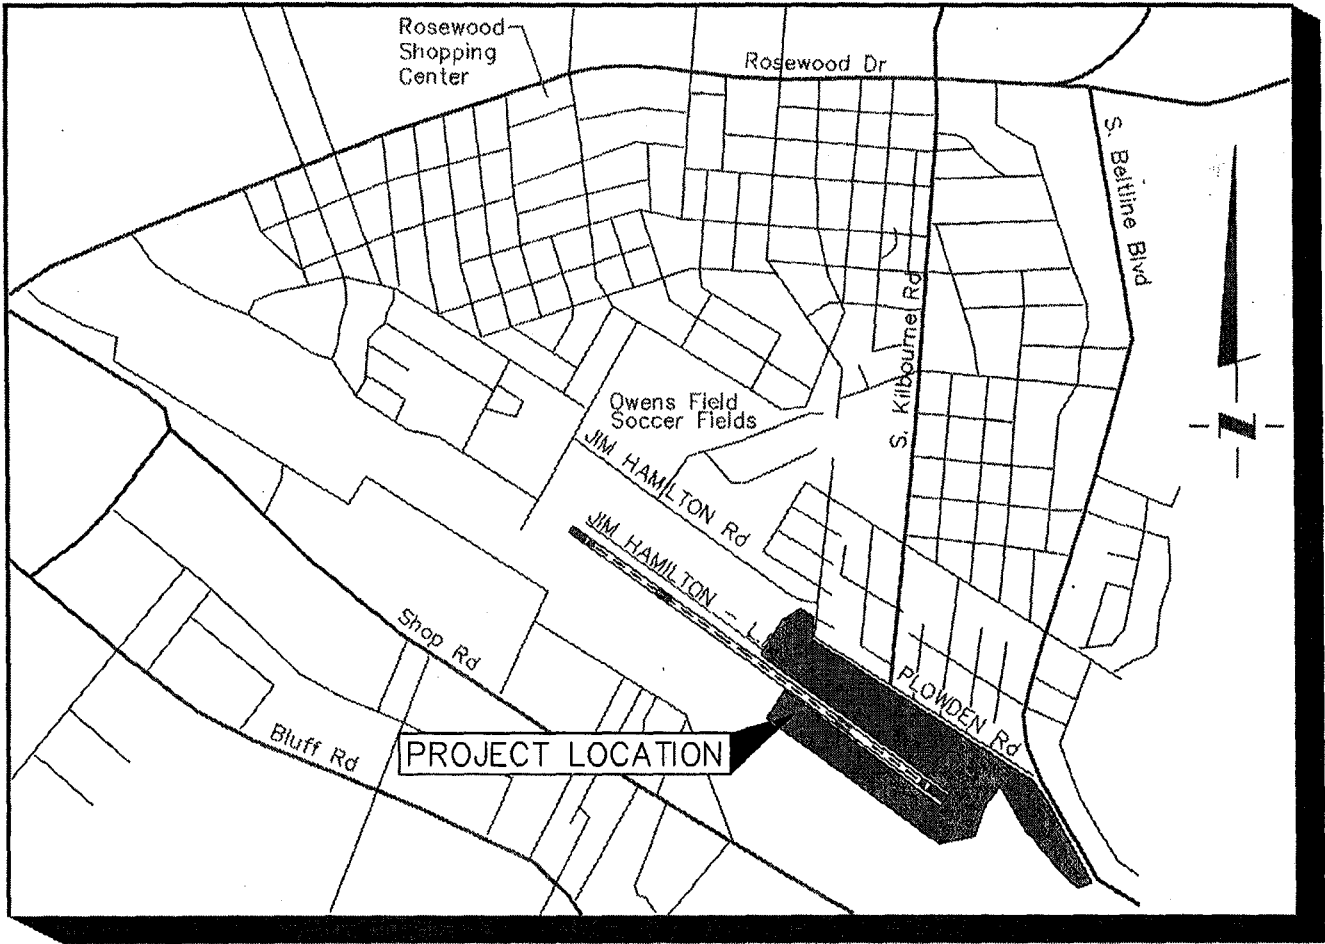 Rosewood
Shopping
Center
Rosewood Dr
S. Beltline Blvd
S. Kilbourne Rd
Owens Field
Soccer Fields
JIM HAMILTON Rd
JIM HAMILTON - L.
Shop Rd
PLOWDEN Rd
Bluff Rd
PROJECT LOCATION
Z